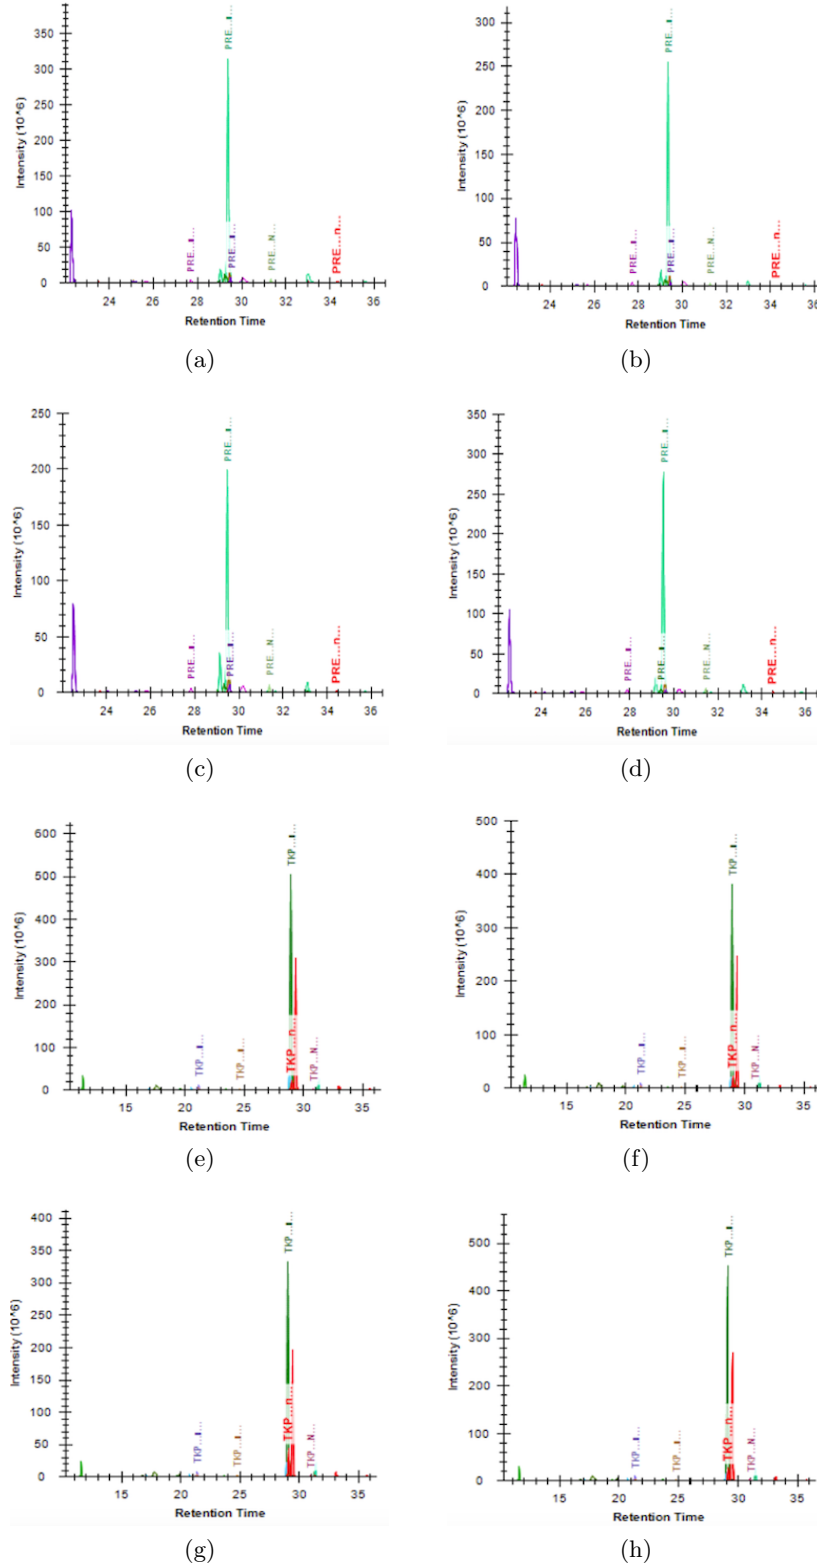 350
300
250
200
150
100
50
0
Intensity (10^6)
PRE...I
PRE...I
PRE...I
PRE...N
PRE...n...
24 26 28 30 32 34 36
Retention Time
(a)
300
250
200
150
100
50
0
Intensity (10^6)
PRE...I
PRE...I
PRE...I
PRE...N
PRE...n...
24 26 28 30 32 34 36
Retention Time
(b)
250
200
150
100
50
0
Intensity (10^6)
PRE...I
PRE...I
PRE...I
PRE...N...
PRE...n...
24 26 28 30 32 34 36
Retention Time
(c)
350
300
250
200
150
100
50
0
Intensity (10^6)
PRE...I
PRE...I
PRE...I
PRE...N
PRE...n...
24 26 28 30 32 34 36
Retention Time
(d)
600
500
400
300
200
100
0
Intensity (10^6)
TKP...I
TKP...I
TKP...I
TKP...n...
TKP...N
15 20 25 30 35
Retention Time
(e)
500
400
300
200
100
0
Intensity (10^6)
TKP...I
TKP...I
TKP...I
TKP...n...
TKP...N
15 20 25 30 35
Retention Time
(f)
400
350
300
250
200
150
100
50
0
Intensity (10^6)
TKP...I
TKP...I
TKP...I
TKP...n...
TKP...N
15 20 25 30 35
Retention Time
(g)
500
400
300
200
100
0
Intensity (10^6)
TKP...I
TKP...I
TKP...I
TKP...n...
TKP...N
15 20 25 30 35
Retention Time
(h)